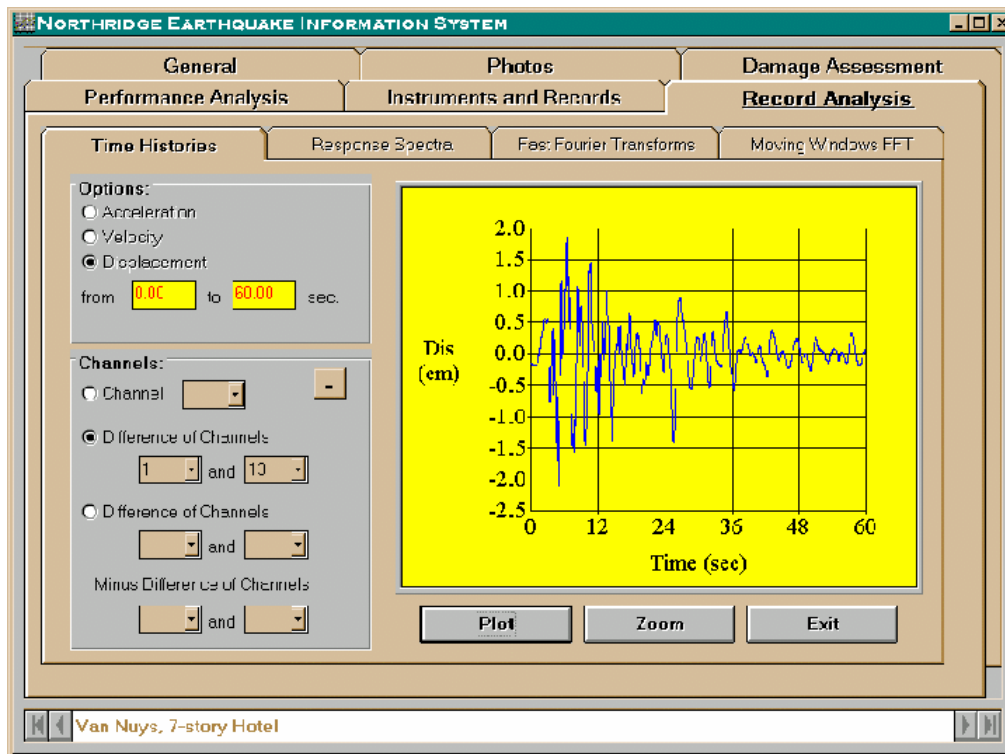 NORTHRIDGE EARTHQUAKE INFORMATION SYSTEM
General Photos Damage Assessment
Performance Analysis Instruments and Records Record Analysis
Time Histories Response Spectra Fast Fourier Transforms Moving Windows FFT
Options:
Acceleration
Velocity
Displacement
from 0.00 to 60.00 sec.
Channels:
Channel -
Difference of Channels
1 and 10
Difference of Channels
and
Minus Difference of Channels
and
2.0
1.5
1.0
0.5
0.0
-0.5
-1.0
-1.5
-2.0
-2.5
Dis
(cm)
0 12 24 36 48 60
Time (sec)
Plot Zoom Exit
Van Nuys, 7-story Hotel